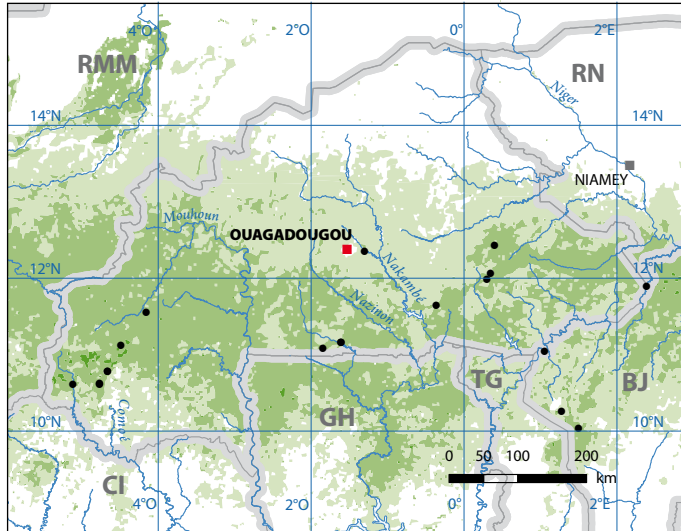 4°O 2°O 0° 2°E
RMM
RN
Niger
14°N 14°N
NIAMEY
Mouhoun
OUAGADOUGOU
Nakambé
12°N 12°N
Nazinon
TG
BJ
GH
10°N 10°N
Comoé
0 50 100 200
km
CI
4°O 2°O 0° 2°E